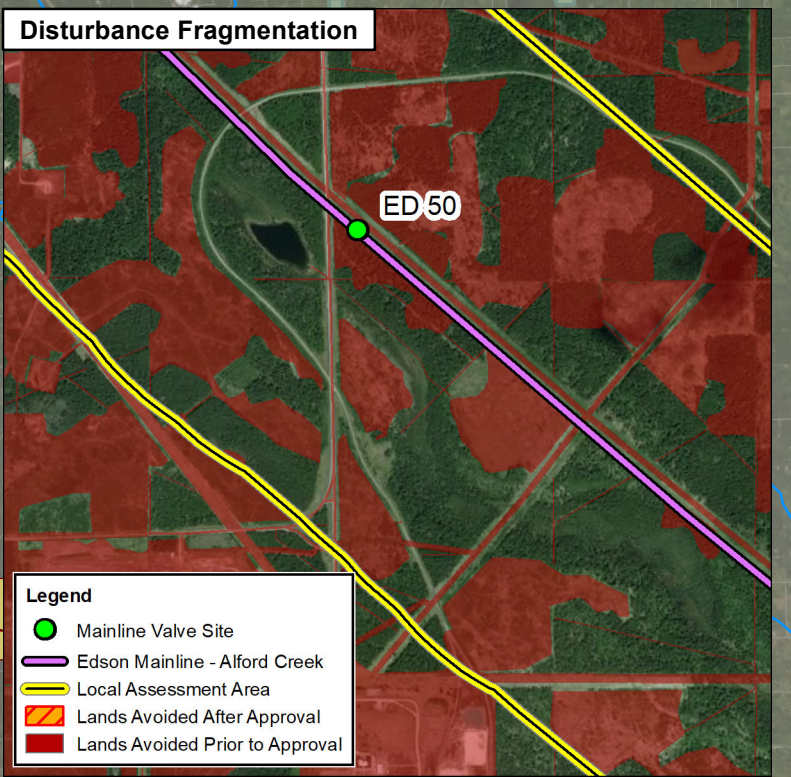 Disturbance Fragmentation
ED 50
Legend
Mainline Valve Site
Edson Mainline - Alford Creek
Local Assessment Area
Lands Avoided After Approval
Lands Avoided Prior to Approval